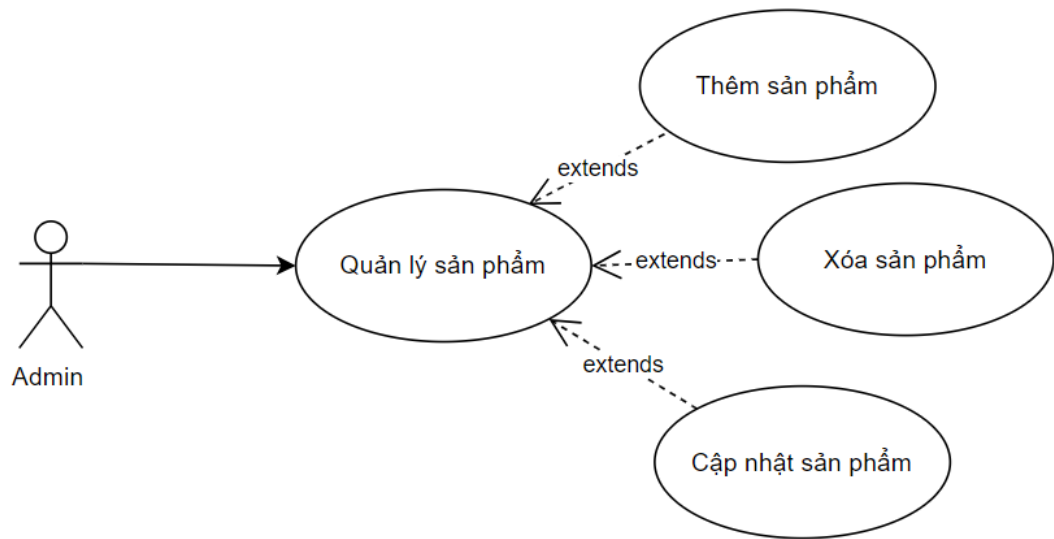 Thêm sản phẩm
extends
Quản lý sản phẩm
extends
Xóa sản phẩm
extends
Admin
Cập nhật sản phẩm